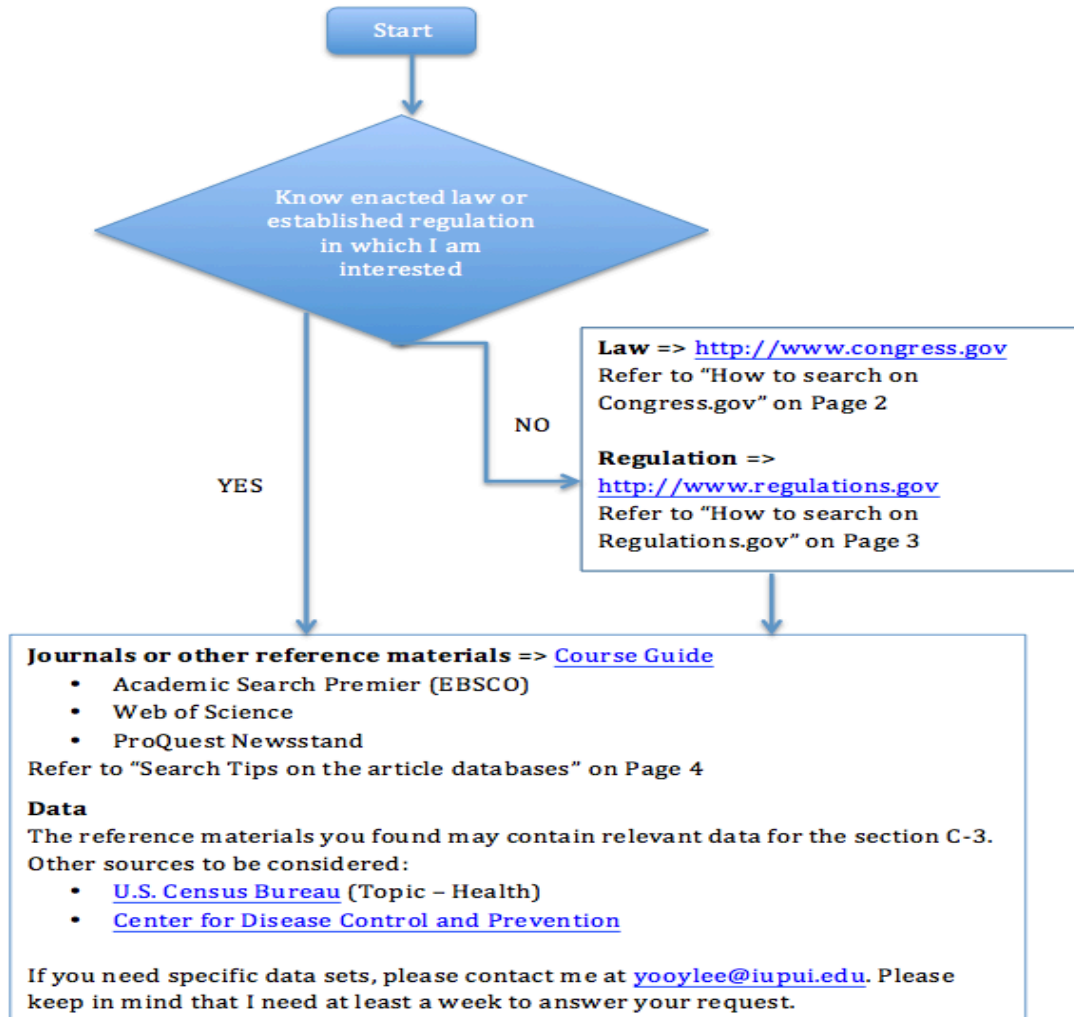 Start
Know enacted law or
established regulation
in which I am
interested
YES
NO
Law => http://www.congress.gov
Refer to “How to search on
Congress.gov” on Page 2
Regulation =>
http://www.regulations.gov
Refer to “How to search on
Regulations.gov” on Page 3
Journals or other reference materials => Course Guide
• Academic Search Premier (EBSCO)
• Web of Science
• ProQuest Newsstand
Refer to “Search Tips on the article databases” on Page 4
Data
The reference materials you found may contain relevant data for the section C-3.
Other sources to be considered:
• U.S. Census Bureau (Topic – Health)
• Center for Disease Control and Prevention
If you need specific data sets, please contact me at yooylee@iupui.edu. Please
keep in mind that I need at least a week to answer your request.